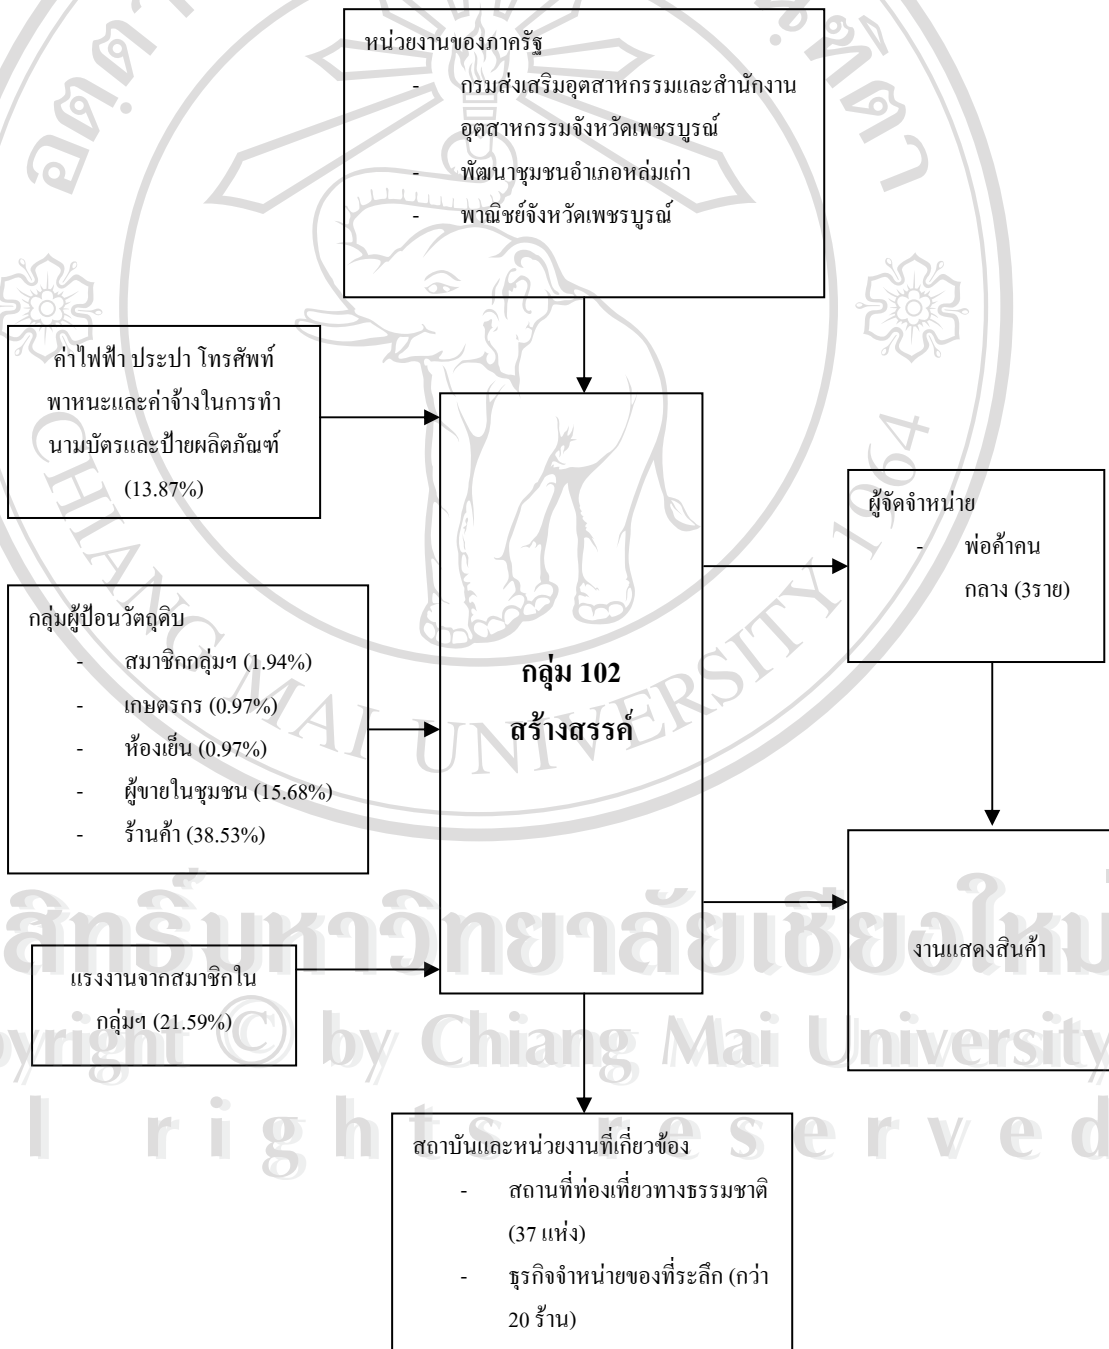 หน่วยงานของภาครัฐ
- กรมส่งเสริมอุตสาหกรรมและสำนักงาน
อุตสาหกรรมจังหวัดเพชรบูรณ์
- พัฒนาชุมชนอำเภอหล่มเก่า
- พาณิชย์จังหวัดเพชรบูรณ์
ค่าไฟฟ้า ประปา โทรศัพท์
พาหนะและค่าจ้างในการทำ
นามบัตรและป้ายผลิตภัณฑ์
(13.87%)
กลุ่มผู้ป้อนวัตถุดิบ
- สมาชิกกลุ่มฯ (1.94%)
- เกษตรกร (0.97%)
- ห้องเย็น (0.97%)
- ผู้ขายในชุมชน (15.68%)
- ร้านค้า (38.53%)
แรงงานจากสมาชิกใน
กลุ่มฯ (21.59%)
กลุ่ม 102
สร้างสรรค์
ผู้จัดจำหน่าย
- พ่อค้าคน
กลาง (3ราย)
งานแสดงสินค้า
สถาบันและหน่วยงานที่เกี่ยวข้อง
- สถานที่ท่องเที่ยวทางธรรมชาติ
(37 แห่ง)
- ธุรกิจจำหน่ายของที่ระลึก (กว่า
20 ร้าน)
CHIANG MAI UNIVERSITY 1964
สิทธิ์มหาวิทยาลัยเชียงใหม่
yright © by Chiang Mai University
l rights reserved